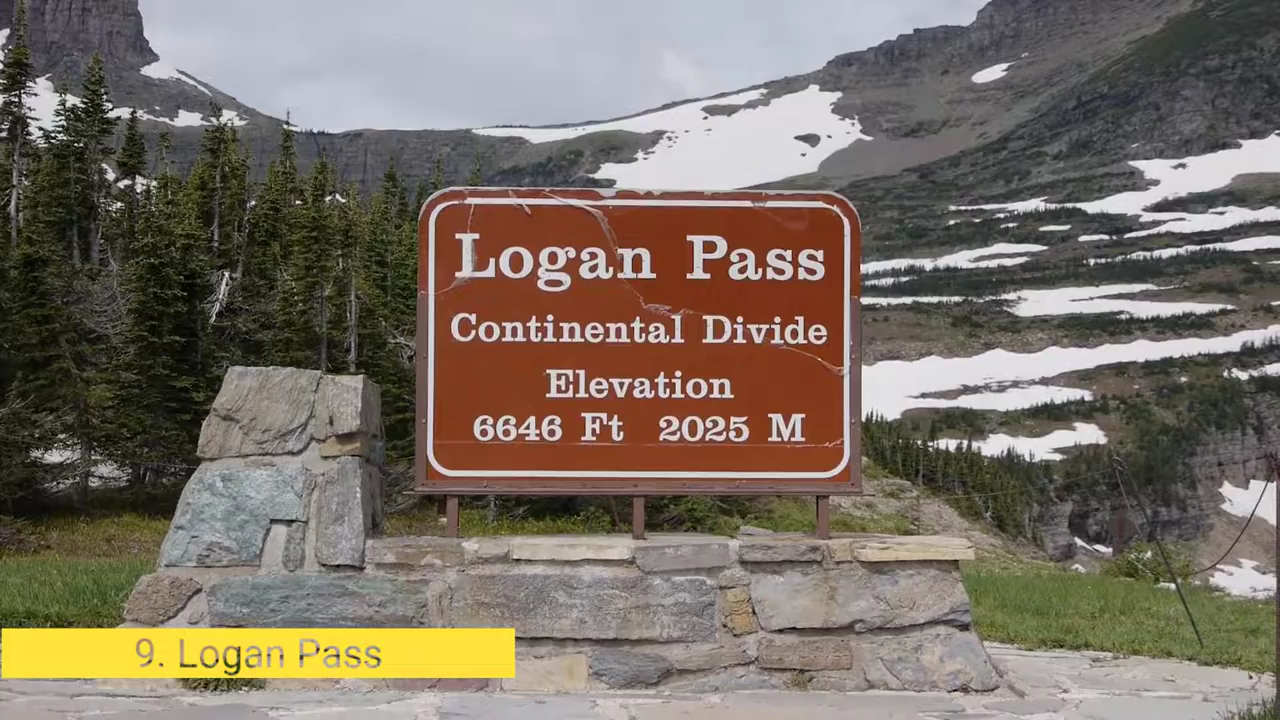 Logan Pass
Continental Divide
Elevation
6646 Ft 2025 M
9. Logan Pass